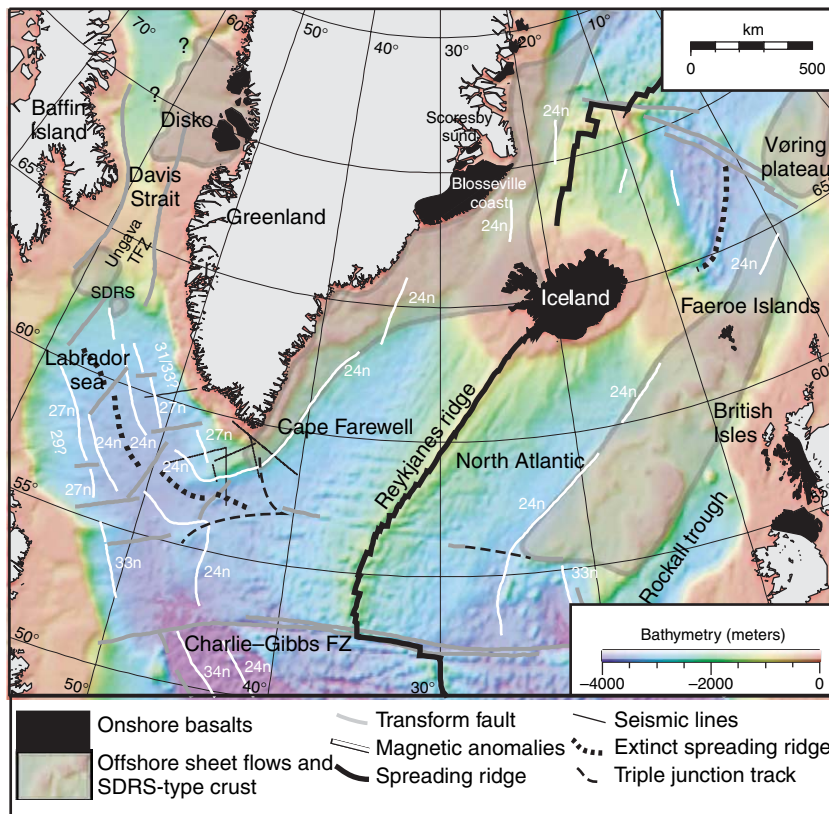 60°
70°
50°
40°
30°
20°
10°
km
0
500
?
?
Baffin
Island
Disko
Scoresby
sund
24n
Vøring
plateau
65°
65°
Davis
Strait
Blosseville
coast
24n
Greenland
Ungava
TFZ
24n
24n
SDRS
Iceland
Faeroe Islands
60°
60°
Labrador
sea
31/33?
24n
24n
27n
27n
29?
24n
24n
27n
Cape Farewell
British
Isles
24n
Reykjanes ridge
North Atlantic
27n
24n
55°
55°
33n
24n
33n
Rockall trough
50°
Charlie–Gibbs FZ
34n
24n
50°
40°
30°
Bathymetry (meters)
−4000
−2000
0
Onshore basalts
Offshore sheet flows and
SDRS-type crust
Transform fault
Magnetic anomalies
Spreading ridge
Seismic lines
Extinct spreading ridge
Triple junction track